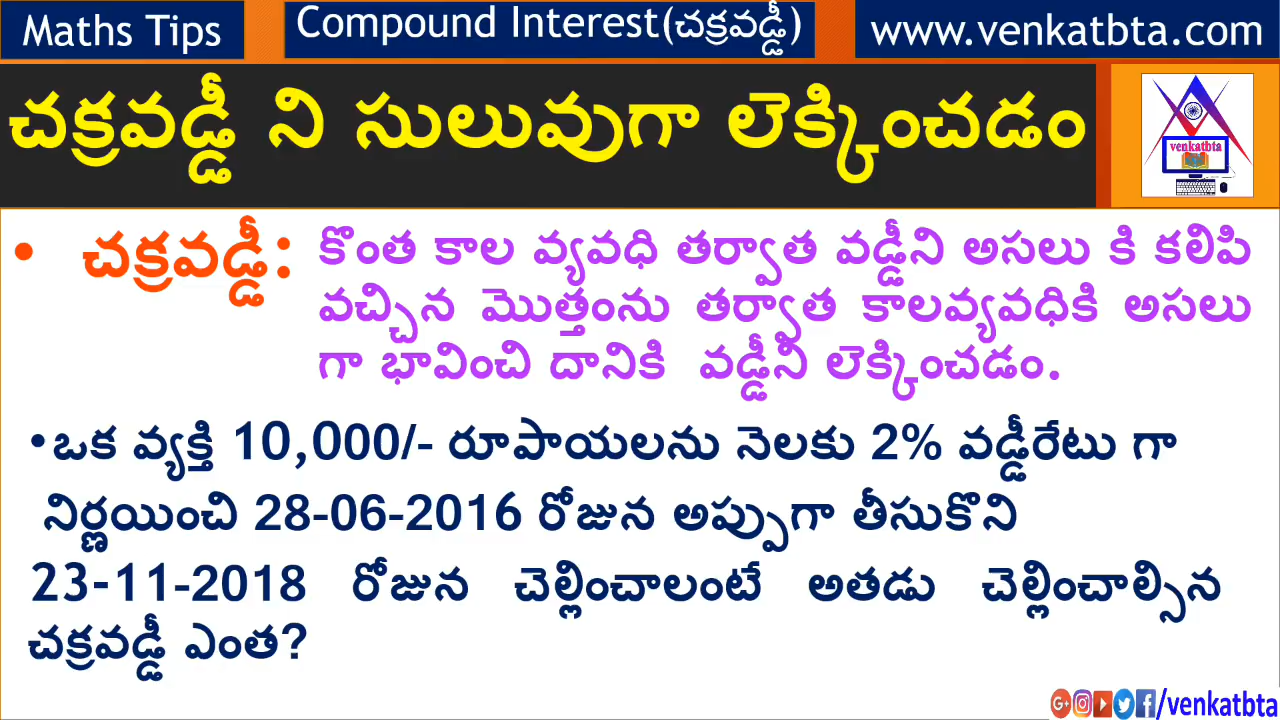 Maths Tips
Compound Interest(చక్రవడ్డీ)
www.venkatbta.com
చక్రవడ్డీ ని సులువుగా లెక్కించడం
venkatbta
• చక్రవడ్డీ: కొంత కాల వ్యవధి తర్వాత వడ్డీని అసలు కి కలిపి
వచ్చిన మొత్తంను తర్వాత కాలవ్యవధికి అసలు
గా భావించి దానికి వడ్డీని లెక్కించడం.
•ఒక వ్యక్తి 10,000/- రూపాయలను నెలకు 2% వడ్డీరేటు గా
నిర్ణయించి 28-06-2016 రోజున అప్పుగా తీసుకొని
23-11-2018 రోజున చెల్లించాలంటే అతడు చెల్లించాల్సిన
చక్రవడ్డీ ఎంత?
G+ f/venkatbta